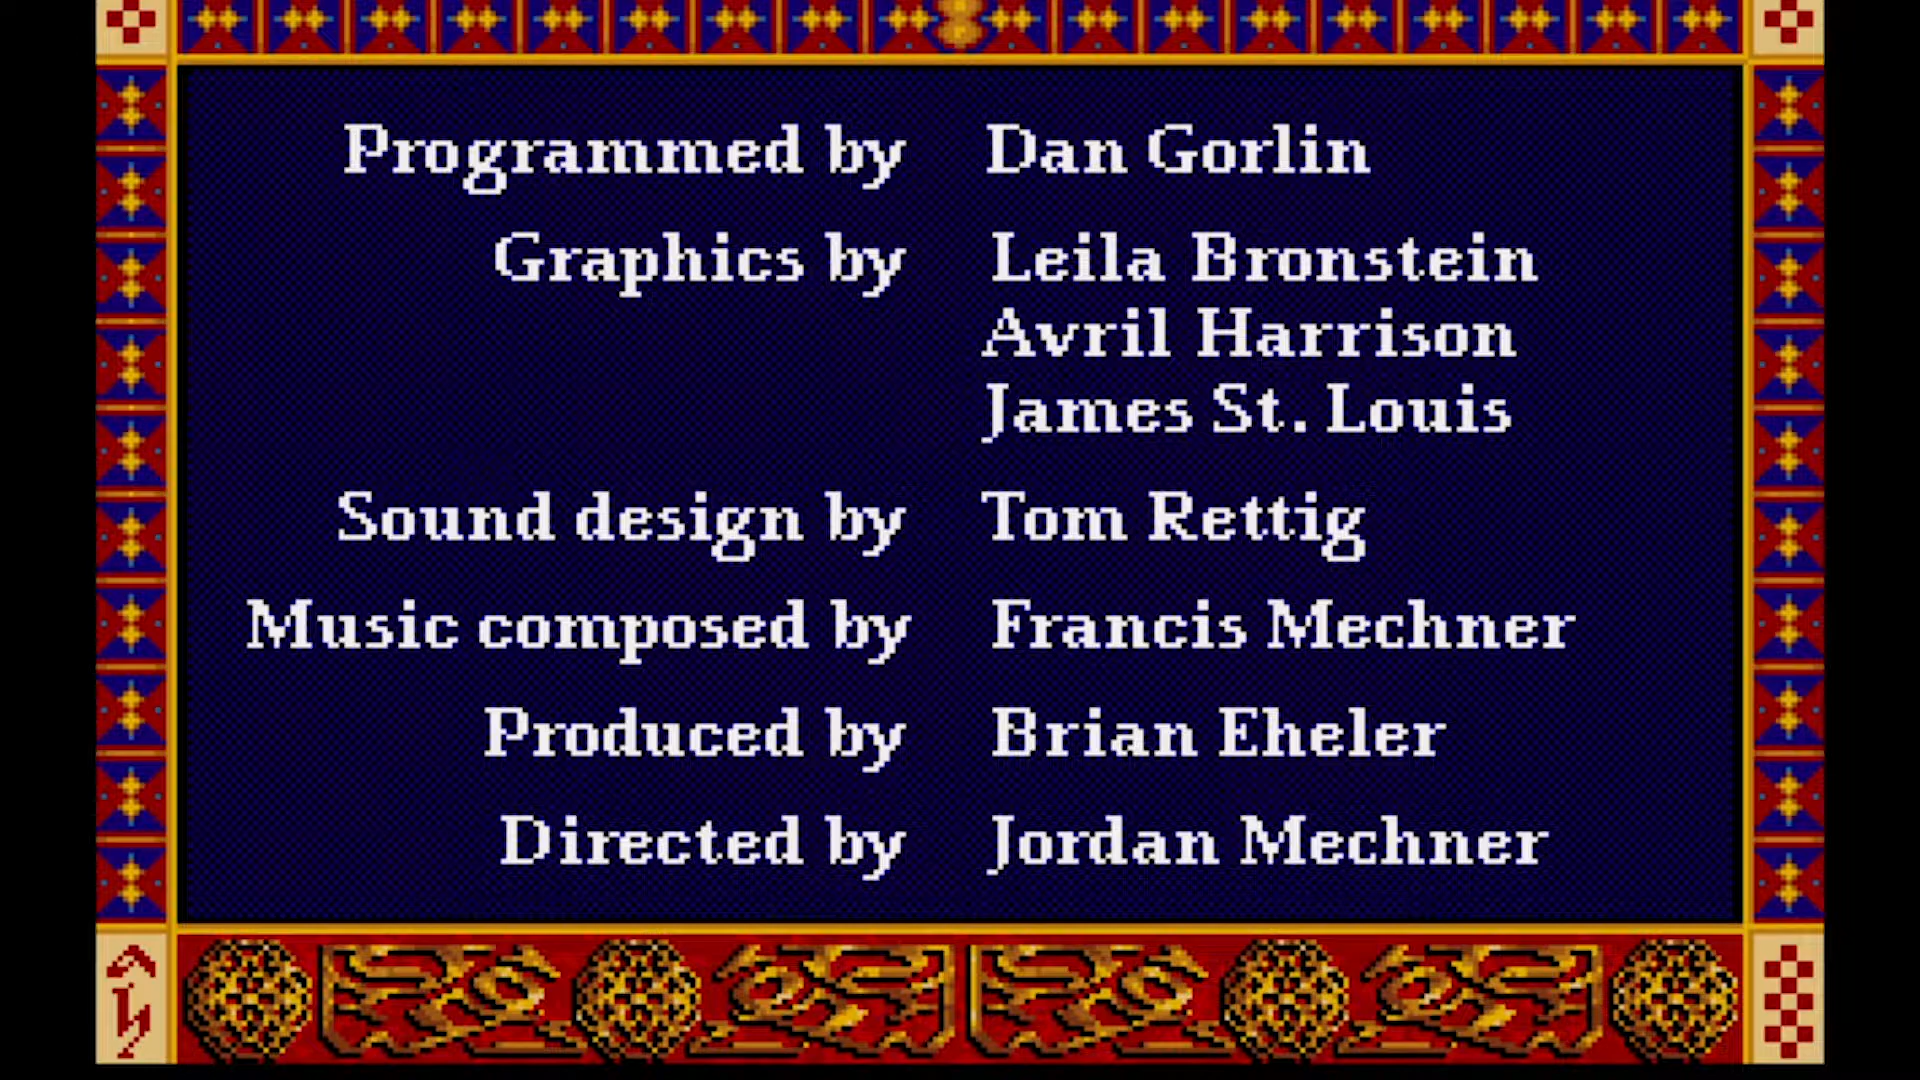 Programmed by Dan Gorlin
Graphics by Leila Bronstein
Avril Harrison
James St. Louis
Sound design by Tom Rettig
Music composed by Francis Mechner
Produced by Brian Eheler
Directed by Jordan Mechner